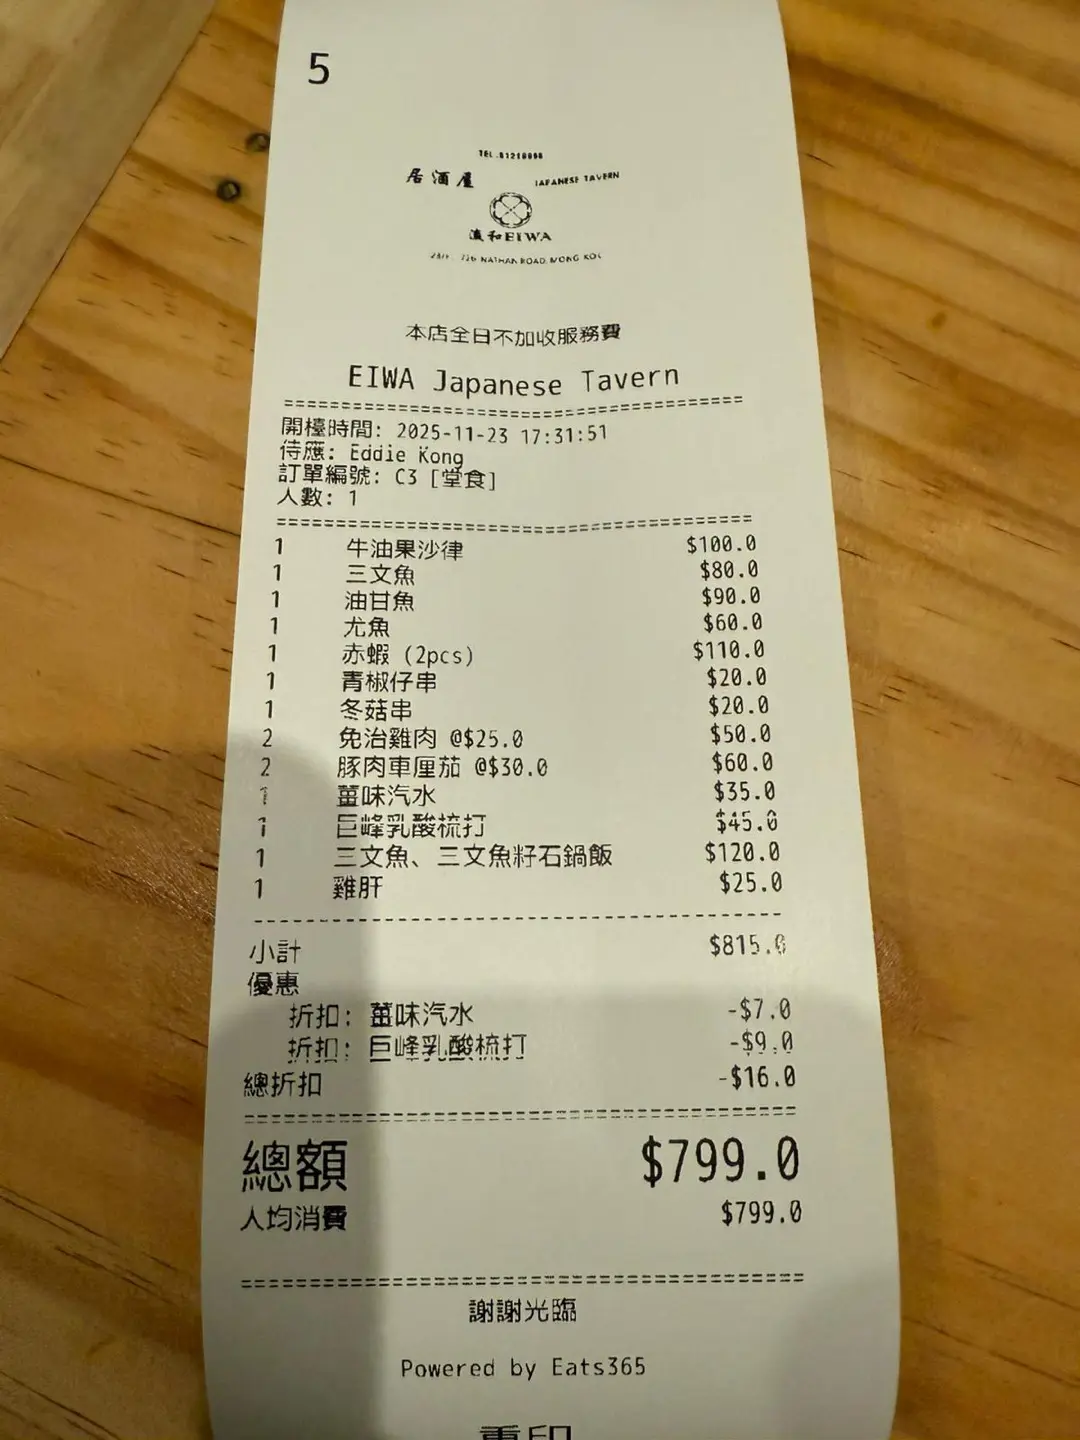 5
TEL.81210998
居酒屋 JAPANESE TAVERN
瀛和EIWA
726 NATHAN ROAD, MONG KOK
本店全日不加收服務費
EIWA Japanese Tavern
開檯時間: 2025-11-23 17:31:51
侍應: Eddie Kong
訂單編號: C3 [堂食]
人數: 1
1 牛油果沙律 $100.0
1 三文魚 $80.0
1 油甘魚 $90.0
1 尤魚 $60.0
1 赤蝦 (2pcs) $110.0
1 青椒仔串 $20.0
1 冬菇串 $20.0
2 免治雞肉 @$25.0 $50.0
2 豚肉車厘茄 @$30.0 $60.0
1 薑味汽水 $35.0
1 巨峰乳酸梳打 $45.0
1 三文魚、三文魚籽石鍋飯 $120.0
1 雞肝 $25.0
小計 $815.0
優惠
折扣: 薑味汽水 -$7.0
折扣: 巨峰乳酸梳打 -$9.0
總折扣 -$16.0
總額 $799.0
人均消費 $799.0
謝謝光臨
Powered by Eats365
重印